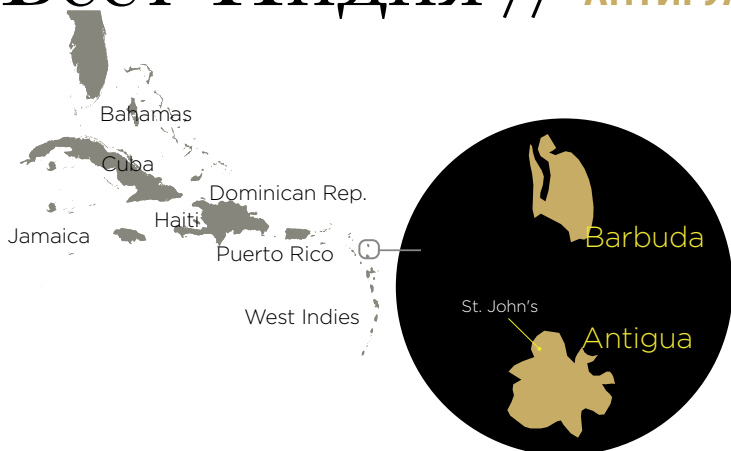 Bahamas
Cuba
Dominican Rep.
Haiti
Jamaica
Puerto Rico
West Indies
Barbuda
St. John's
Antigua